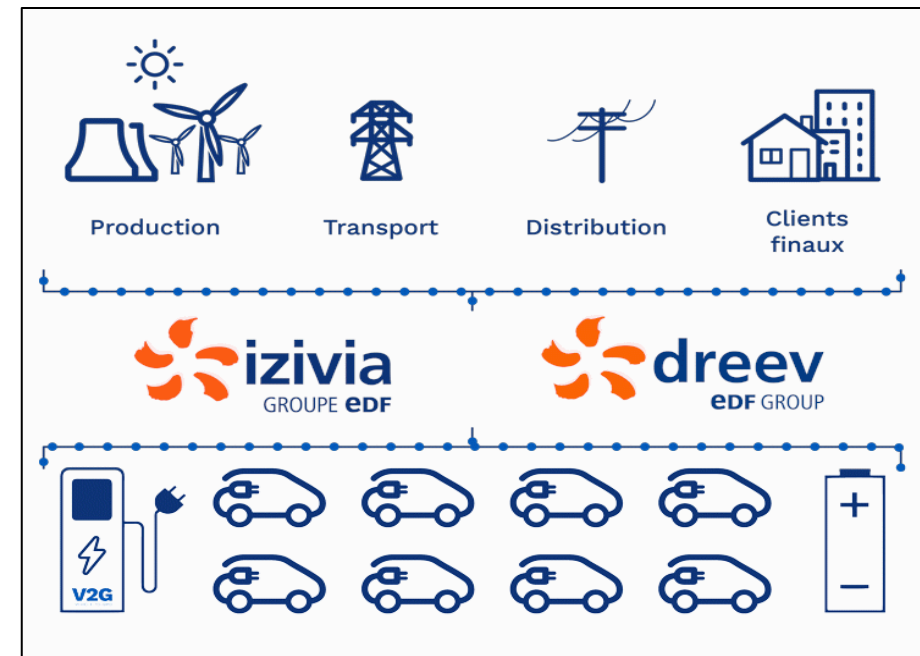 Production
Transport
Distribution
Clients
finaux
izivia
GROUPE eDF
dreev
eDF GROUP
V2G
+
−